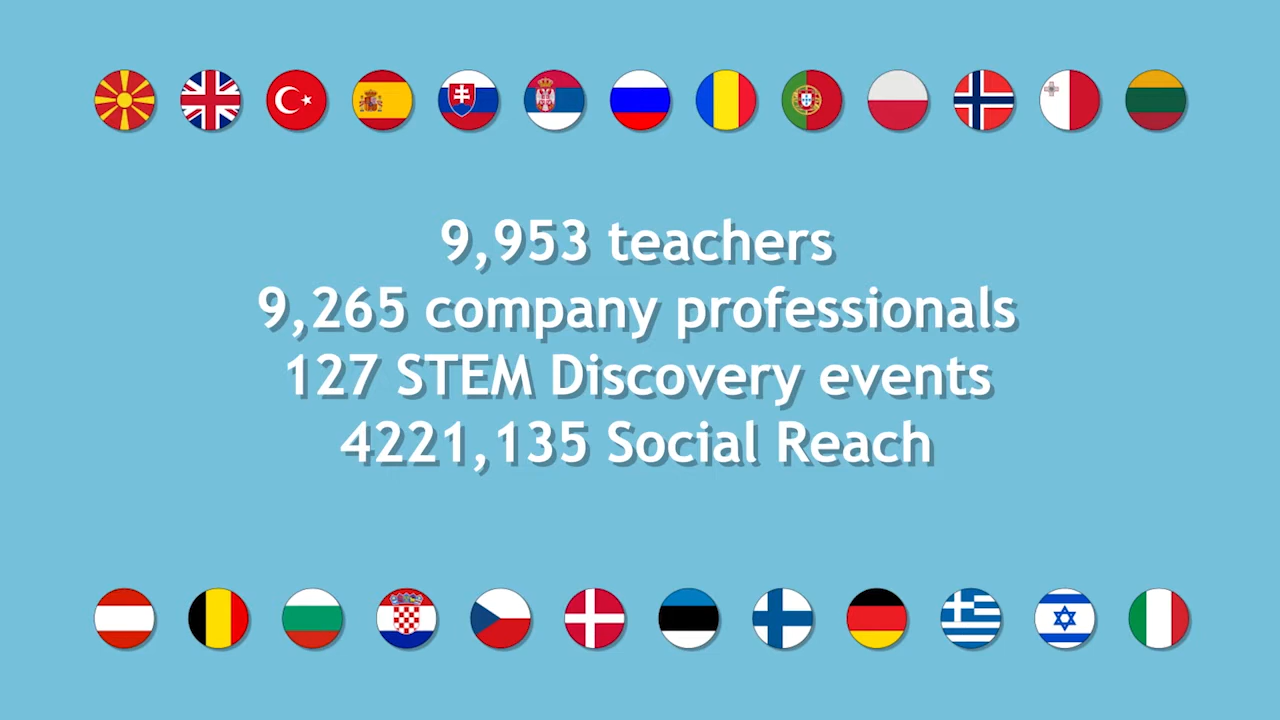 9,953 teachers
9,265 company professionals
127 STEM Discovery events
4221,135 Social Reach